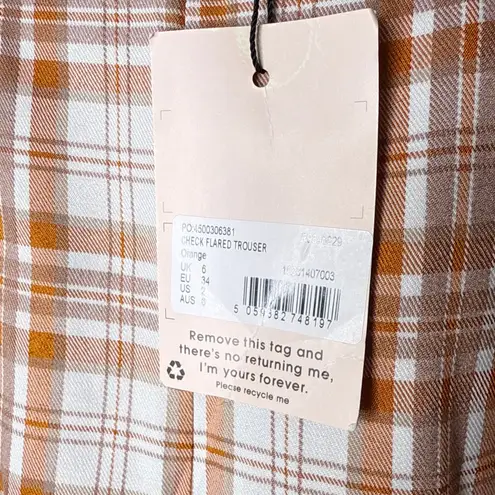 PO:4500306381
CHECK FLARED TROUSER
Orange
UK 6
EU 34
US 2
AUS 6
5 059382 748197
Remove this tag and
there's no returning me,
I'm yours forever.
Please recycle me